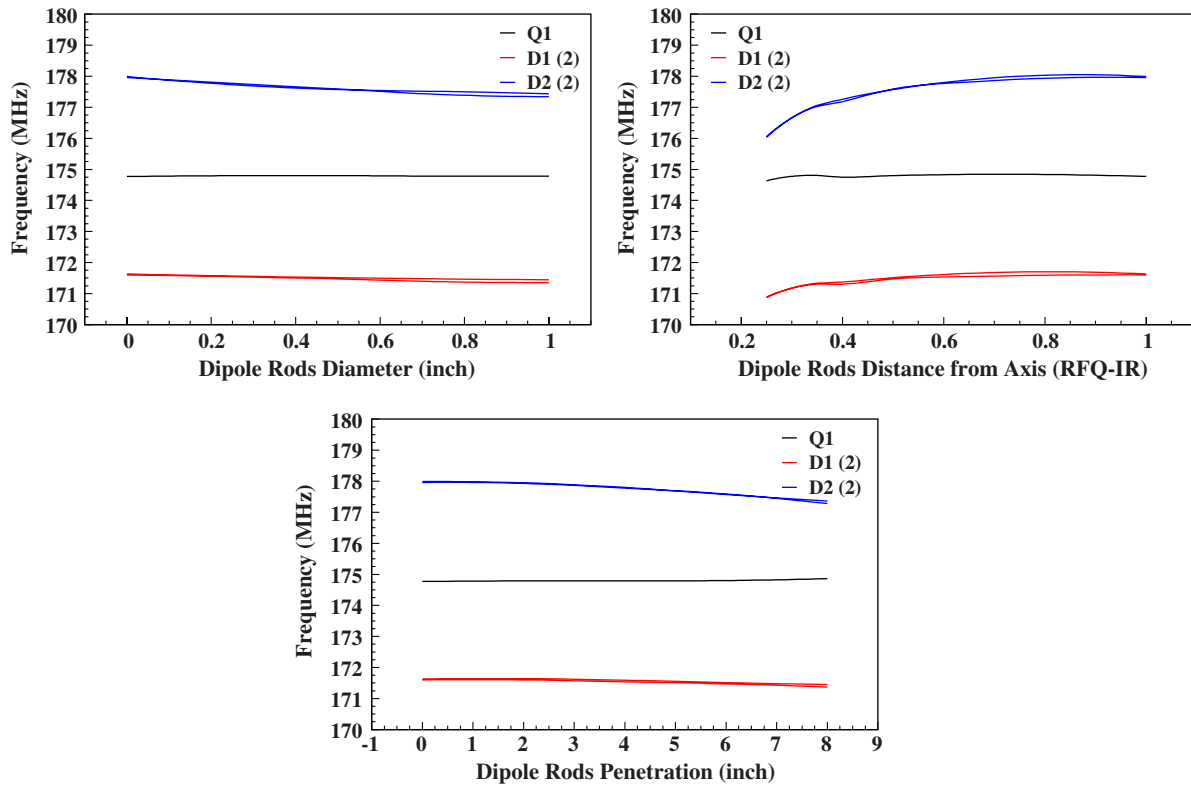 180
179
178
177
176
175
174
173
172
171
170
Frequency (MHz)
Q1
D1 (2)
D2 (2)
0 0.2 0.4 0.6 0.8 1
Dipole Rods Diameter (inch)
180
179
178
177
176
175
174
173
172
171
170
Frequency (MHz)
Q1
D1 (2)
D2 (2)
0.2 0.4 0.6 0.8 1
Dipole Rods Distance from Axis (RFQ-IR)
180
179
178
177
176
175
174
173
172
171
170
Frequency (MHz)
Q1
D1 (2)
D2 (2)
-1 0 1 2 3 4 5 6 7 8 9
Dipole Rods Penetration (inch)